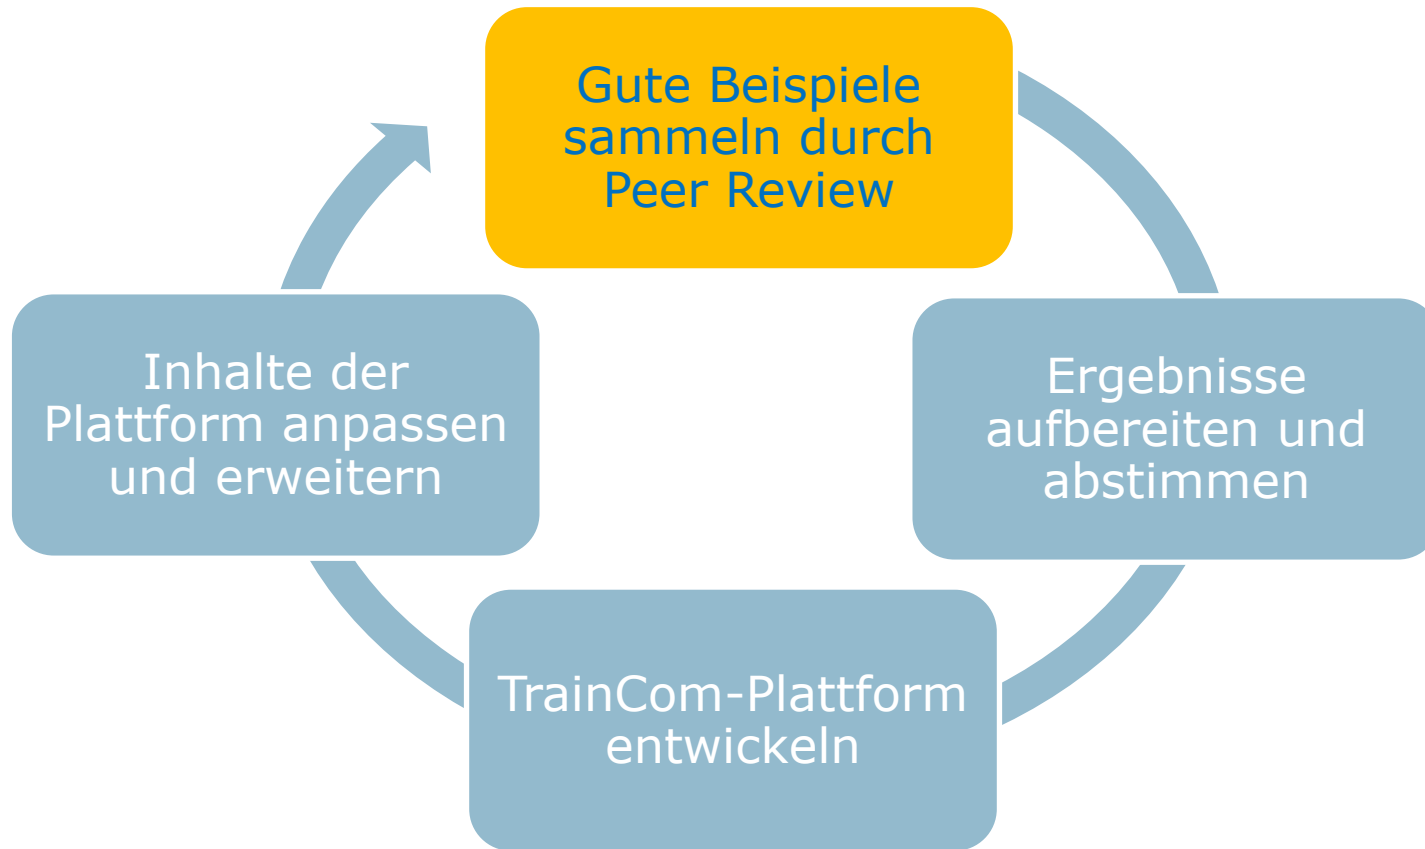 Gute Beispiele
sammeln durch
Peer Review
Ergebnisse
aufbereiten und
abstimmen
TrainCom-Plattform
entwickeln
Inhalte der
Plattform anpassen
und erweitern